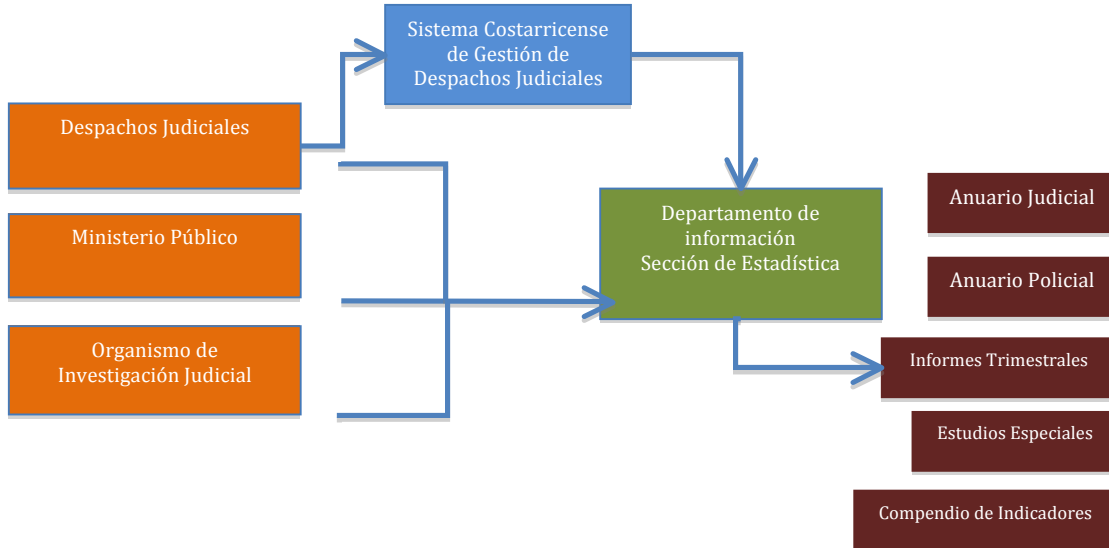 Sistema Costarricense
de Gestión de
Despachos Judiciales
Despachos Judiciales
Ministerio Público
Organismo de
Investigación Judicial
Departamento de
información
Sección de Estadística
Anuario Judicial
Anuario Policial
Informes Trimestrales
Estudios Especiales
Compendio de Indicadores